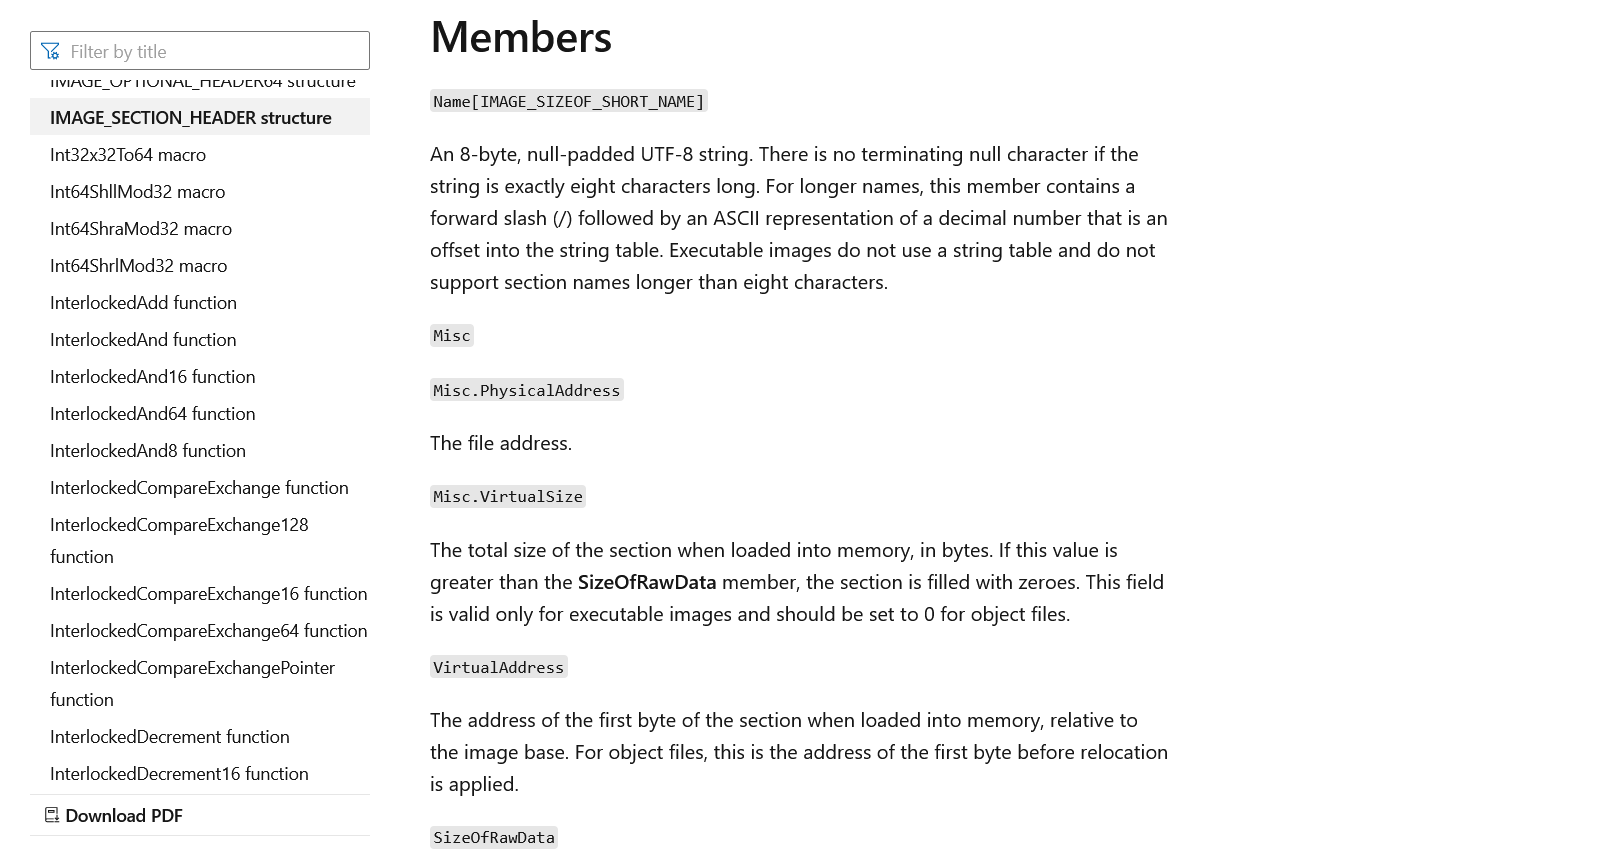 Filter by title
IMAGE_OPTIONAL_HEADER64 structure
IMAGE_SECTION_HEADER structure
Int32x32To64 macro
Int64ShllMod32 macro
Int64ShraMod32 macro
Int64ShrlMod32 macro
InterlockedAdd function
InterlockedAnd function
InterlockedAnd16 function
InterlockedAnd64 function
InterlockedAnd8 function
InterlockedCompareExchange function
InterlockedCompareExchange128
function
InterlockedCompareExchange16 function
InterlockedCompareExchange64 function
InterlockedCompareExchangePointer
function
InterlockedDecrement function
InterlockedDecrement16 function
Download PDF
Members
Name[IMAGE_SIZEOF_SHORT_NAME]
An 8-byte, null-padded UTF-8 string. There is no terminating null character if the
string is exactly eight characters long. For longer names, this member contains a
forward slash (/) followed by an ASCII representation of a decimal number that is an
offset into the string table. Executable images do not use a string table and do not
support section names longer than eight characters.
Misc
Misc.PhysicalAddress
The file address.
Misc.VirtualSize
The total size of the section when loaded into memory, in bytes. If this value is
greater than the SizeOfRawData member, the section is filled with zeroes. This field
is valid only for executable images and should be set to 0 for object files.
VirtualAddress
The address of the first byte of the section when loaded into memory, relative to
the image base. For object files, this is the address of the first byte before relocation
is applied.
SizeOfRawData